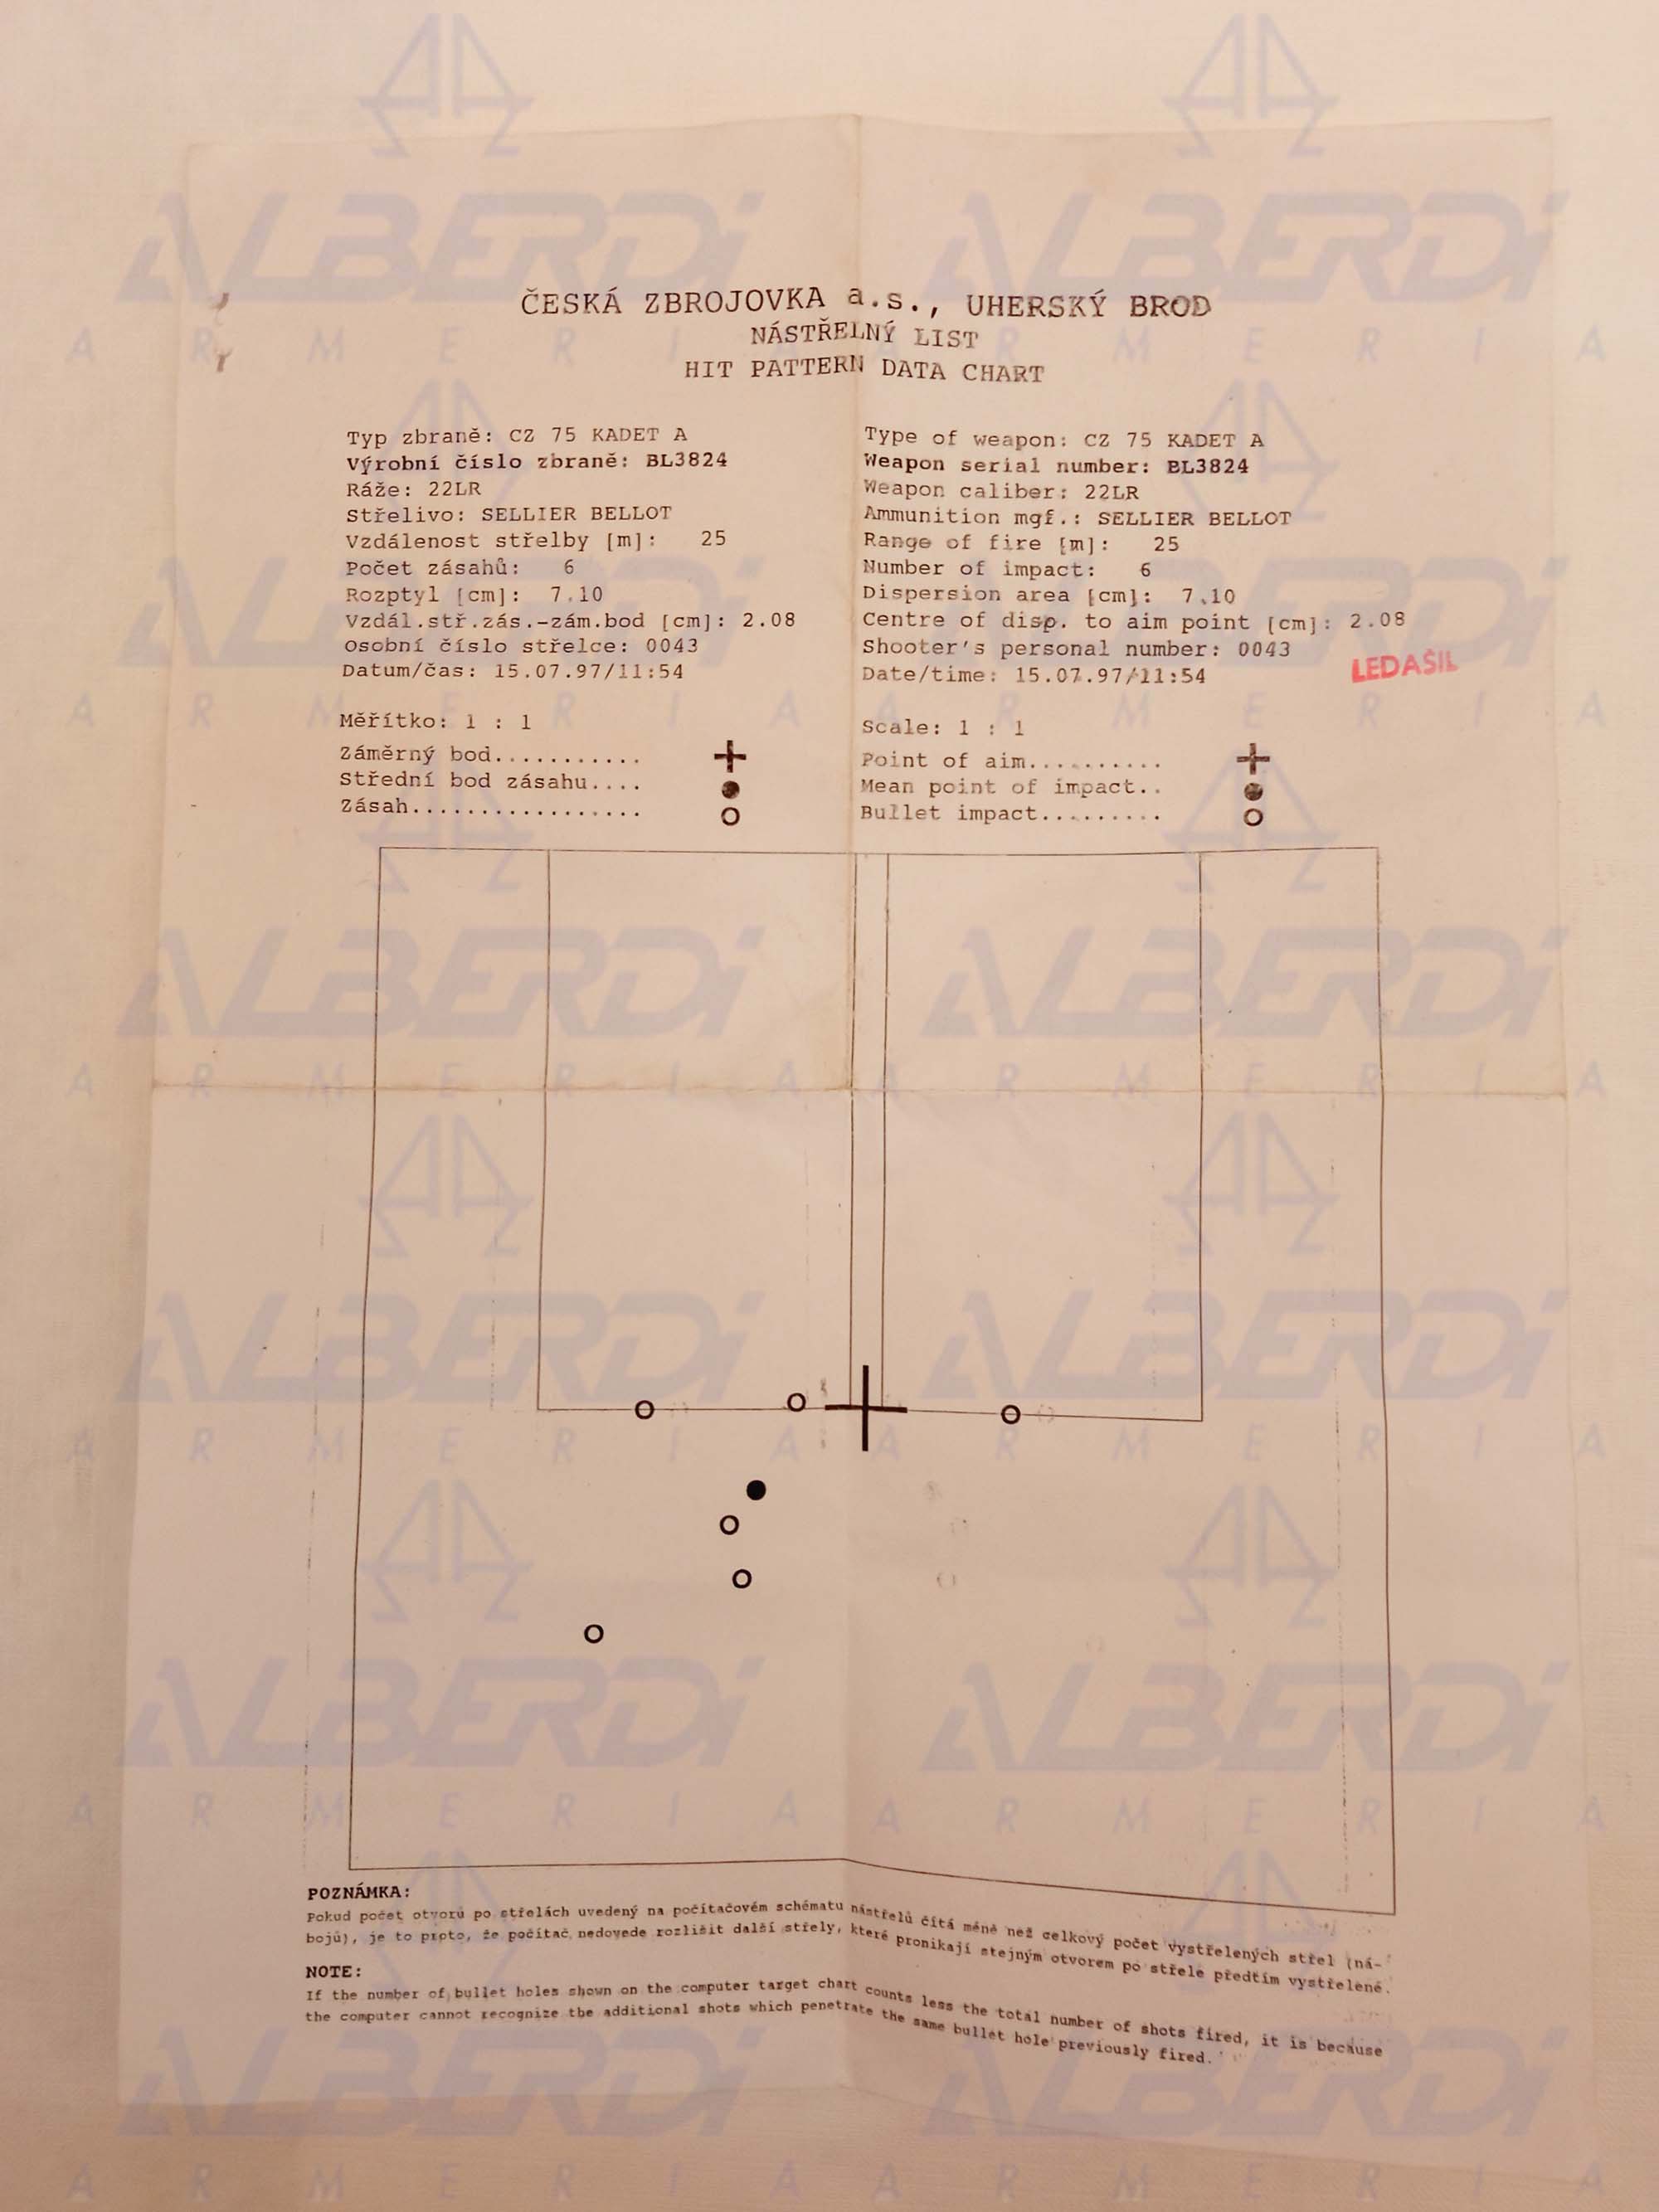 ČESKÁ ZBROJOVKA a.s., UHERSKÝ BROD
NÁSTŘELNÝ LIST
HIT PATTERN DATA CHART
Typ zbraně: CZ 75 KADET A
Výrobní číslo zbraně: BL3824
Ráže: 22LR
Střelivo: SELLIER BELLOT
Vzdálenost střelby [m]: 25
Počet zásahů: 6
Rozptyl [cm]: 7.10
Vzdál.stř.zás.-zám.bod [cm]: 2.08
Osobní číslo střelce: 0043
Datum/čas: 15.07.97/11:54
Měřítko: 1 : 1
Záměrný bod...........
Střední bod zásahu....
Zásah.................
Type of weapon: CZ 75 KADET A
Weapon serial number: BL3824
Weapon caliber: 22LR
Ammunition mgf.: SELLIER BELLOT
Range of fire [m]: 25
Number of impact: 6
Dispersion area [cm]: 7.10
Centre of disp. to aim point [cm]: 2.08
Shooter's personal number: 0043
Date/time: 15.07.97/11:54
LEDAŠIL
Scale: 1 : 1
Point of aim..........
Mean point of impact..
Bullet impact.........
POZNÁMKA:
Pokud počet otvorů po střelách uvedený na počítačovém schématu nástřelů čítá méně než celkový počet vystřelených střel (ná-
bojů), je to proto, že počítač nedovede rozlišit další střely, které pronikají stejným otvorem po střele předtím vystřelené.
NOTE:
If the number of bullet holes shown on the computer target chart counts less the total number of shots fired, it is because
the computer cannot recognize the additional shots which penetrate the same bullet hole previously fired.
ALBERDI
ARMERIA